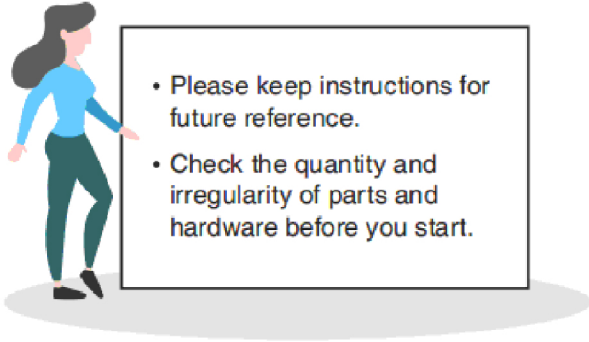 • Please keep instructions for
future reference.
• Check the quantity and
irregularity of parts and
hardware before you start.